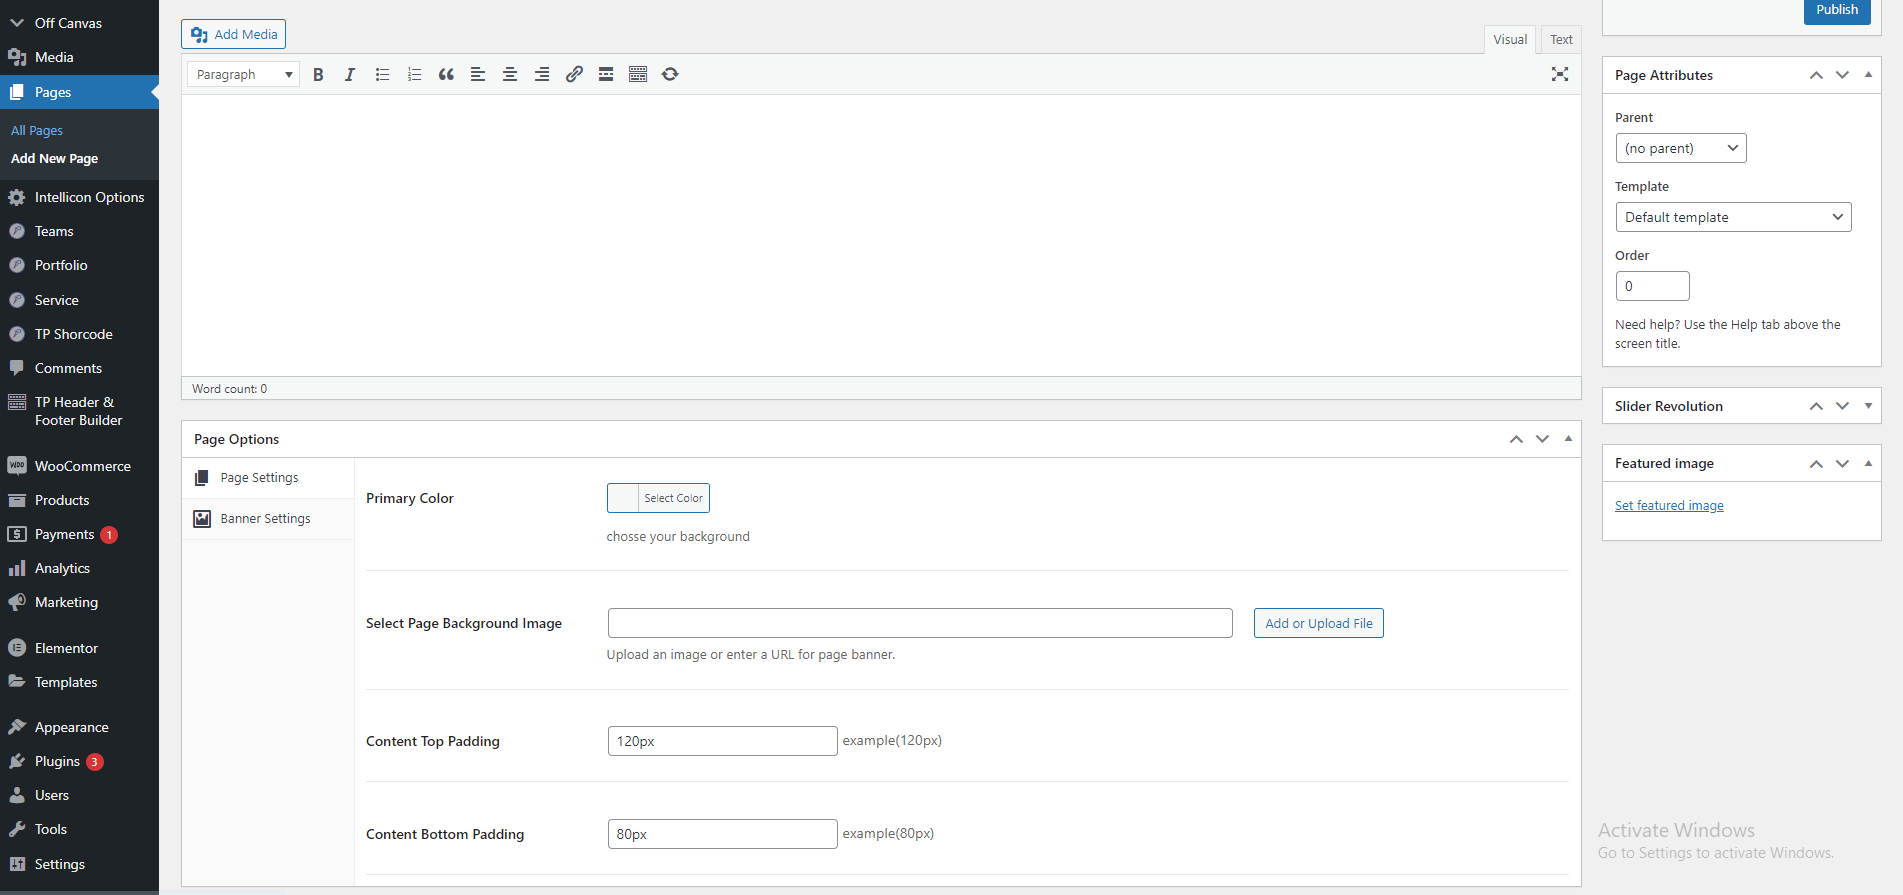 Off Canvas
Media
Pages
All Pages
Add New Page
Intellicon Options
Teams
Portfolio
Service
TP Shorcode
Comments
TP Header &
Footer Builder
WooCommerce
Products
Payments 1
Analytics
Marketing
Elementor
Templates
Appearance
Plugins 3
Users
Tools
Settings
Add Media
Visual Text
Paragraph
Word count: 0
Page Options
Page Settings
Banner Settings
Primary Color
Select Color
chosse your background
Select Page Background Image
Add or Upload File
Upload an image or enter a URL for page banner.
Content Top Padding
120px
example(120px)
Content Bottom Padding
80px
example(80px)
Publish
Page Attributes
Parent
(no parent)
Template
Default template
Order
0
Need help? Use the Help tab above the
screen title.
Slider Revolution
Featured image
Set featured image
Activate Windows
Go to Settings to activate Windows.